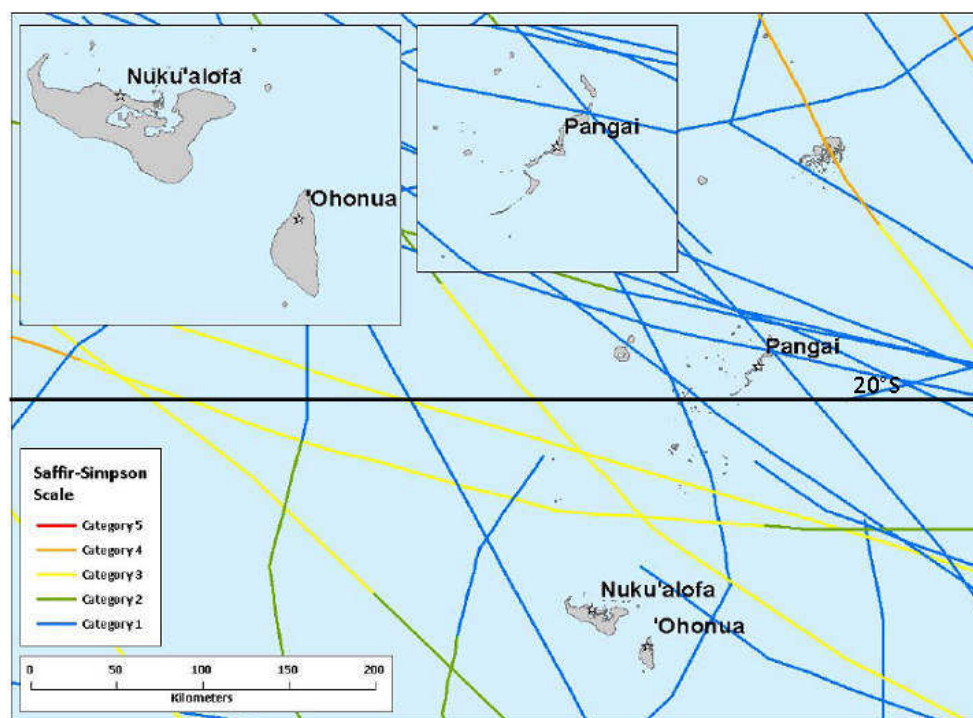 Nuku'alofa
'Ohonua
Pangai
Pangai
20°S
Saffir-Simpson
Scale
Category 5
Category 4
Category 3
Category 2
Category 1
Nuku'alofa
'Ohonua
0 50 100 150 200
Kilometers